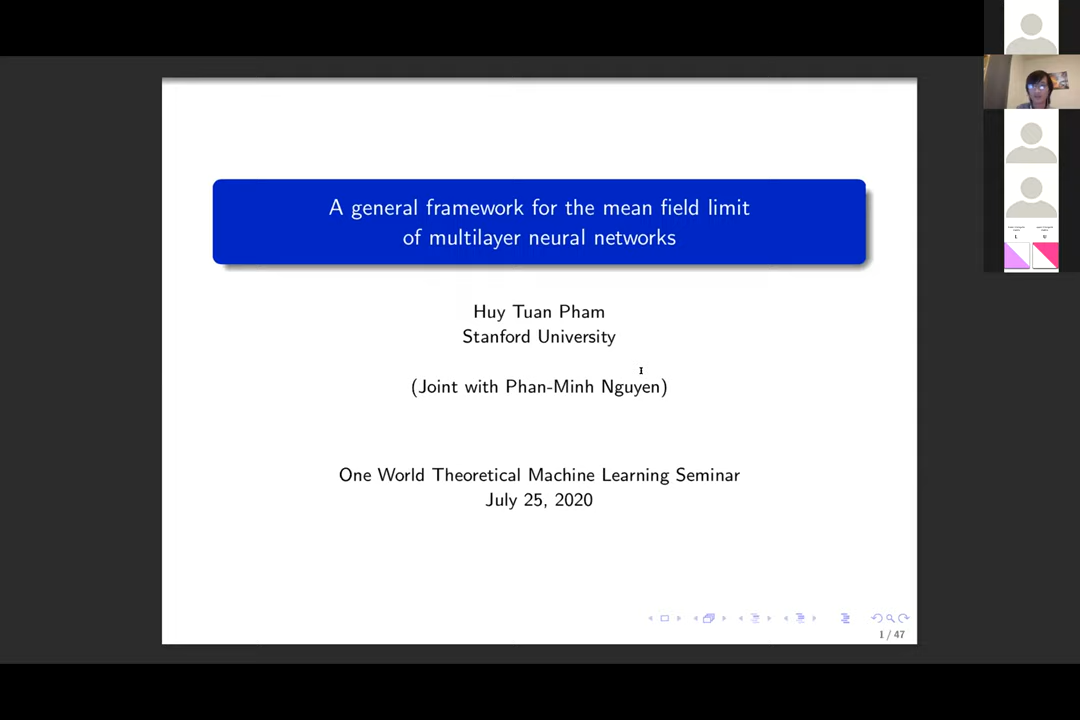 A general framework for the mean field limit
of multilayer neural networks
Huy Tuan Pham
Stanford University
(Joint with Phan-Minh Nguyen)
One World Theoretical Machine Learning Seminar
July 25, 2020
1 / 47